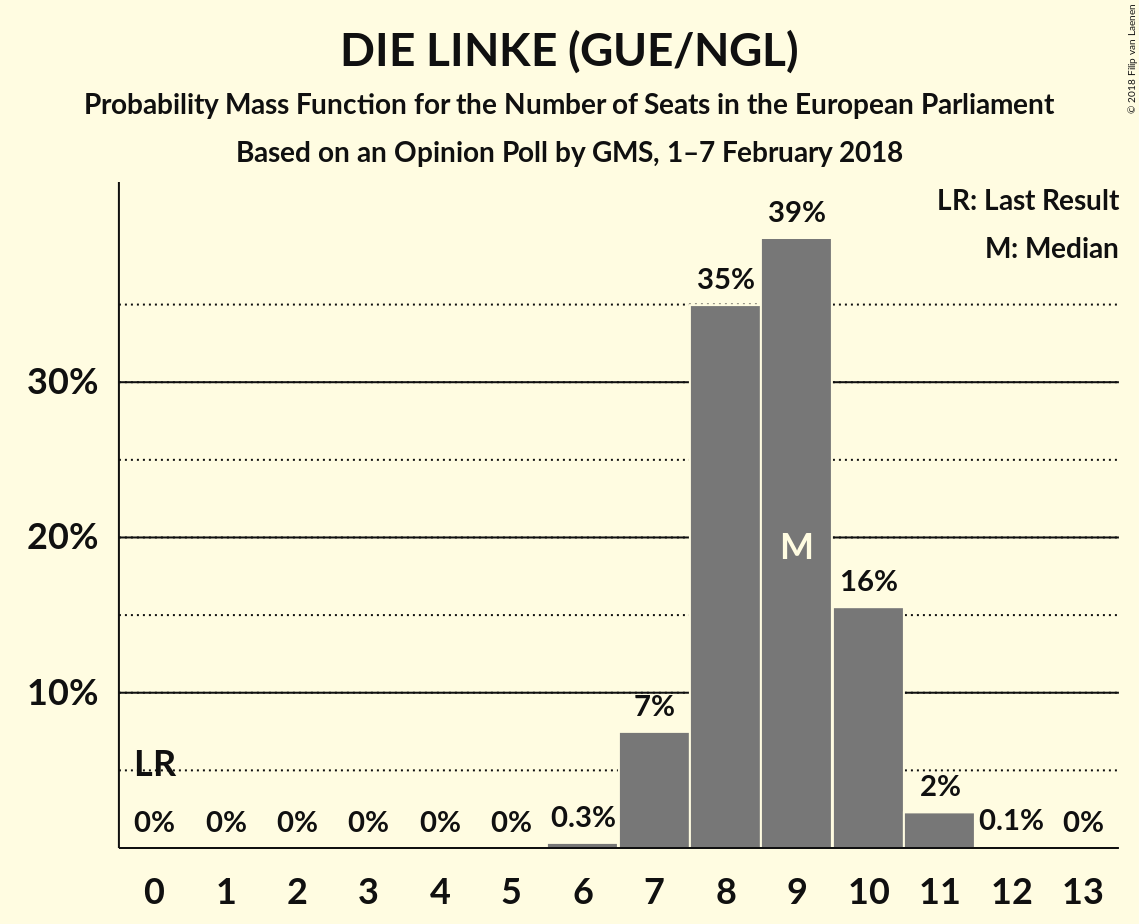 DIE LINKE (GUE/NGL)
Probability Mass Function for the Number of Seats in the European Parliament
Based on an Opinion Poll by GMS, 1–7 February 2018
© 2018 Filip van Laenen
LR: Last Result
M: Median
39%
35%
30%
20%
M
16%
10%
7%
LR
2%
0% 0% 0% 0% 0% 0% 0.3% 0.1% 0%
0 1 2 3 4 5 6 7 8 9 10 11 12 13